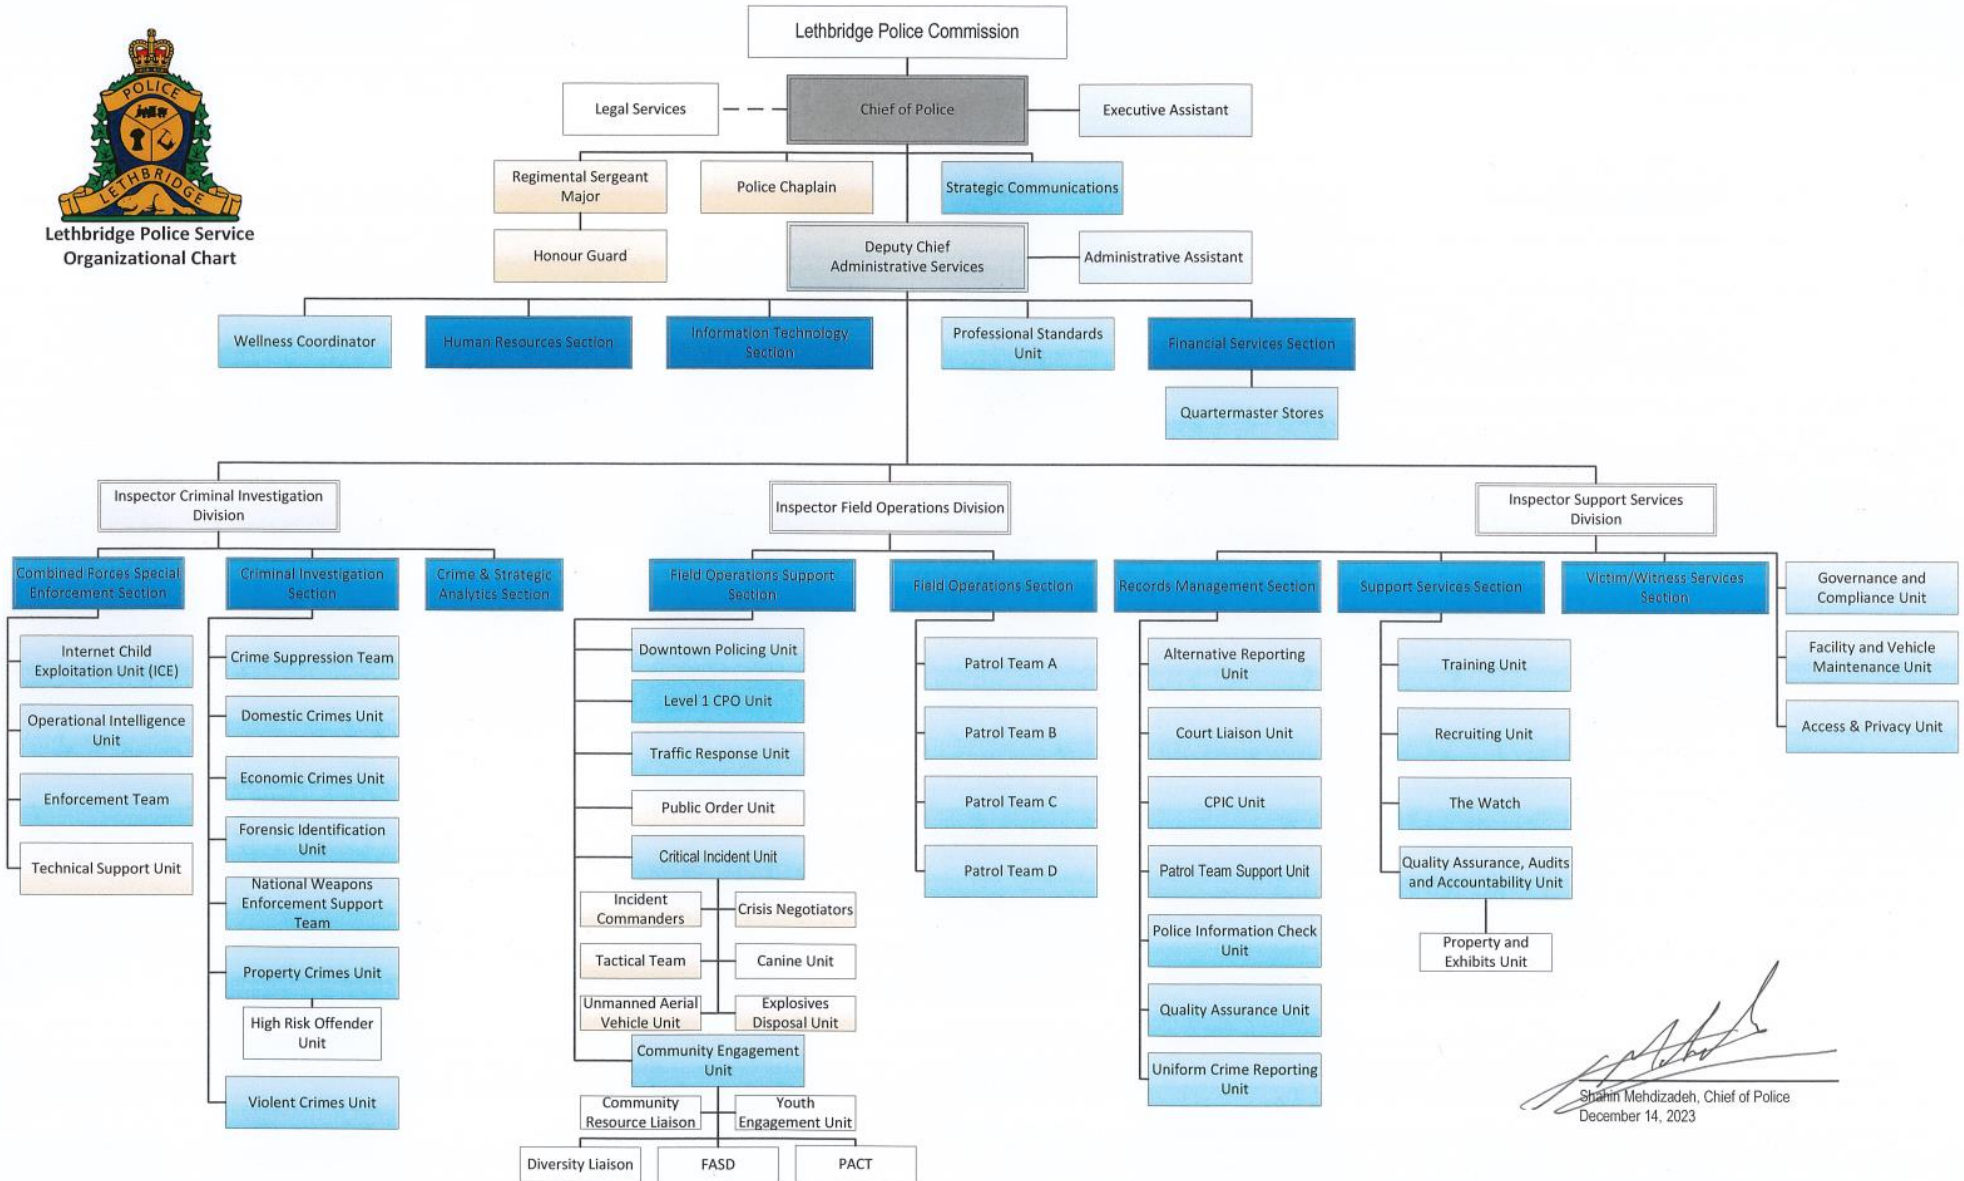 Lethbridge Police Commission
POLICE
LETHBRIDGE
Lethbridge Police Service
Organizational Chart
Legal Services
Chief of Police
Executive Assistant
Regimental Sergeant
Major
Police Chaplain
Strategic Communications
Honour Guard
Deputy Chief
Administrative Services
Administrative Assistant
Wellness Coordinator
Human Resources Section
Information Technology
Section
Professional Standards
Unit
Financial Services Section
Quartermaster Stores
Inspector Criminal Investigation
Division
Inspector Field Operations Division
Inspector Support Services
Division
Combined Forces Special
Enforcement Section
Criminal Investigation
Section
Crime & Strategic
Analytics Section
Field Operations Support
Section
Field Operations Section
Records Management Section
Support Services Section
Victim/Witness Services
Section
Governance and
Compliance Unit
Facility and Vehicle
Maintenance Unit
Access & Privacy Unit
Internet Child
Exploitation Unit (ICE)
Operational Intelligence
Unit
Enforcement Team
Technical Support Unit
Crime Suppression Team
Domestic Crimes Unit
Economic Crimes Unit
Forensic Identification
Unit
National Weapons
Enforcement Support
Team
Property Crimes Unit
High Risk Offender
Unit
Violent Crimes Unit
Downtown Policing Unit
Level 1 CPO Unit
Traffic Response Unit
Public Order Unit
Critical Incident Unit
Incident
Commanders
Crisis Negotiators
Tactical Team
Canine Unit
Unmanned Aerial
Vehicle Unit
Explosives
Disposal Unit
Community Engagement
Unit
Community
Resource Liaison
Youth
Engagement Unit
Diversity Liaison
FASD
PACT
Patrol Team A
Patrol Team B
Patrol Team C
Patrol Team D
Alternative Reporting
Unit
Court Liaison Unit
CPIC Unit
Patrol Team Support Unit
Police Information Check
Unit
Quality Assurance Unit
Uniform Crime Reporting
Unit
Training Unit
Recruiting Unit
The Watch
Quality Assurance, Audits
and Accountability Unit
Property and
Exhibits Unit
Shahin Mehdizadeh, Chief of Police
December 14, 2023